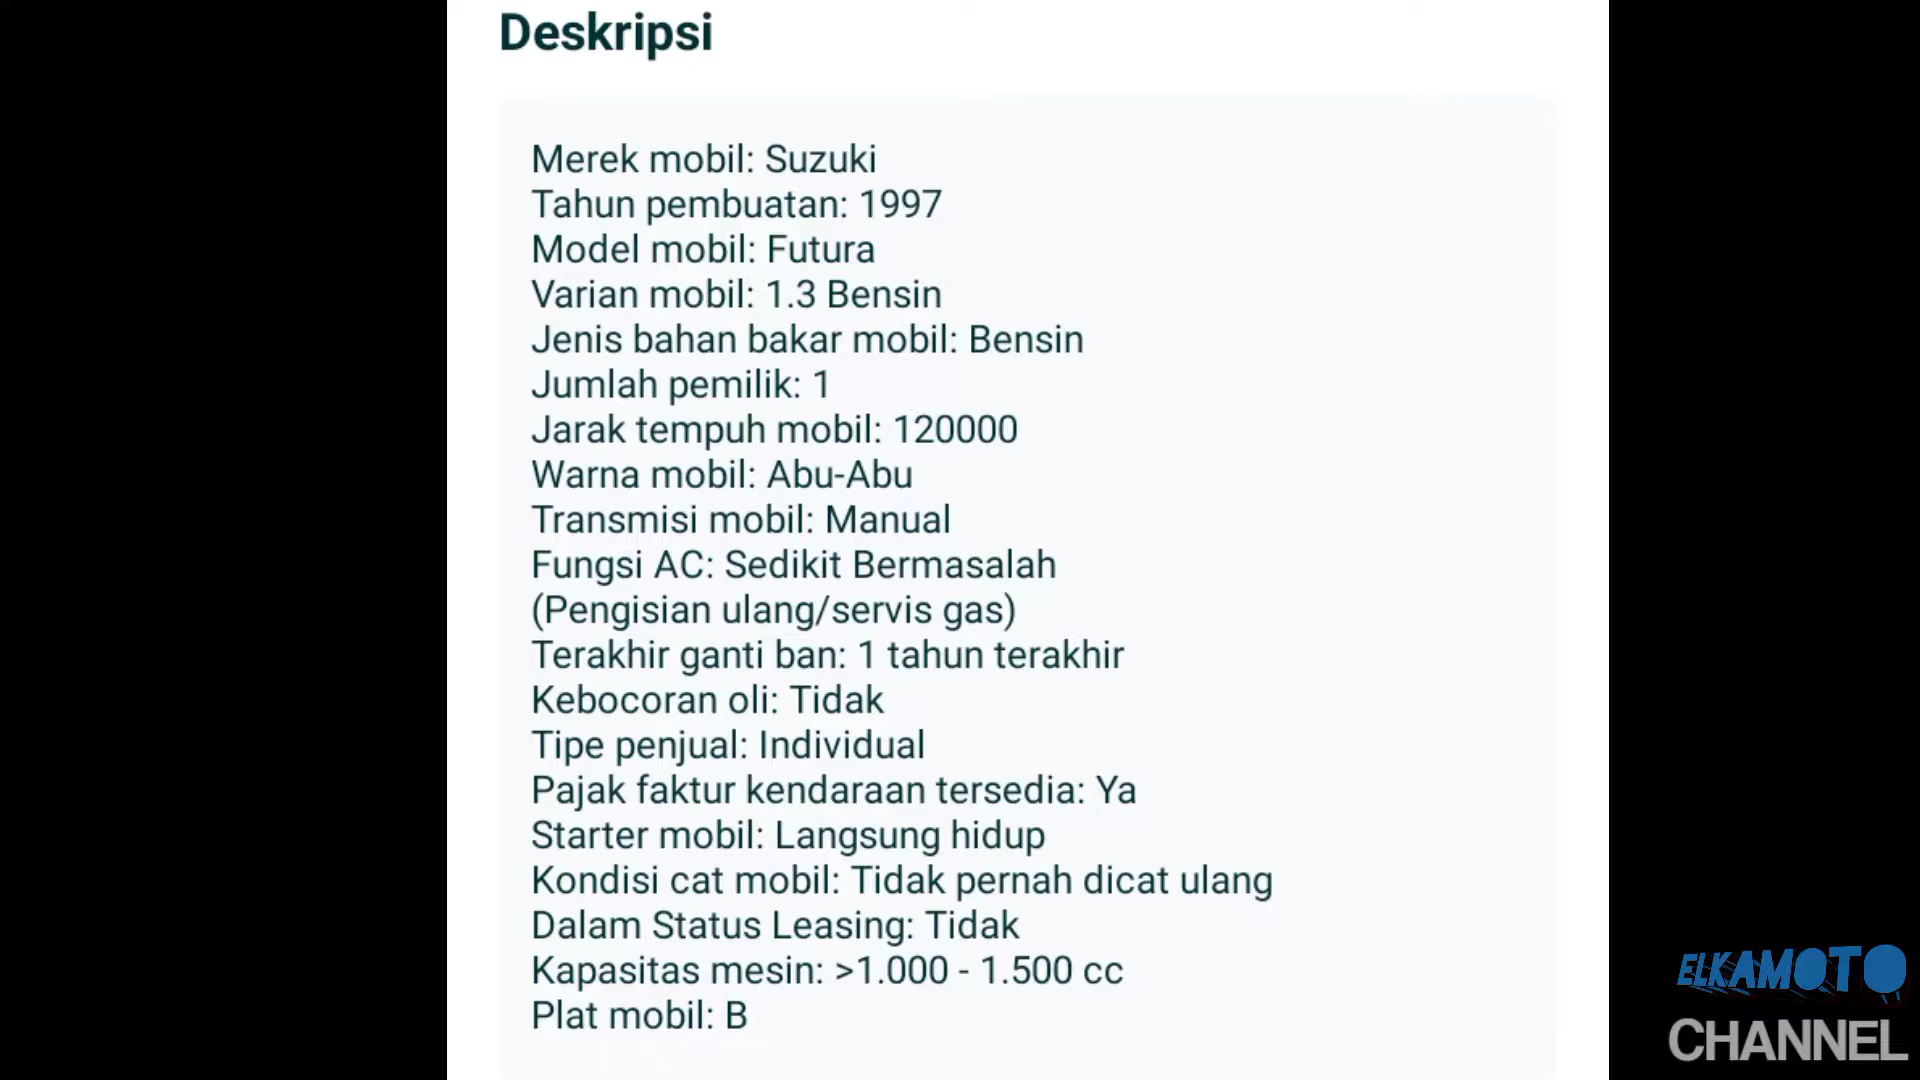 Deskripsi
Merek mobil: Suzuki
Tahun pembuatan: 1997
Model mobil: Futura
Varian mobil: 1.3 Bensin
Jenis bahan bakar mobil: Bensin
Jumlah pemilik: 1
Jarak tempuh mobil: 120000
Warna mobil: Abu-Abu
Transmisi mobil: Manual
Fungsi AC: Sedikit Bermasalah
(Pengisian ulang/servis gas)
Terakhir ganti ban: 1 tahun terakhir
Kebocoran oli: Tidak
Tipe penjual: Individual
Pajak faktur kendaraan tersedia: Ya
Starter mobil: Langsung hidup
Kondisi cat mobil: Tidak pernah dicat ulang
Dalam Status Leasing: Tidak
Kapasitas mesin: >1.000 - 1.500 cc
Plat mobil: B
ELKAMOTO
CHANNEL